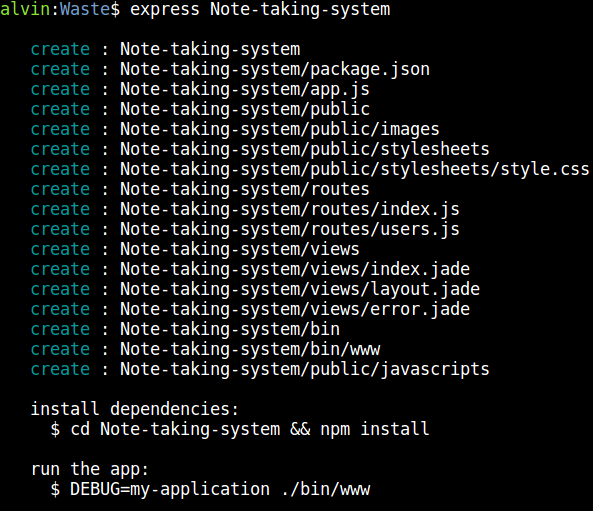 alvin:Waste$ express Note-taking-system
create : Note-taking-system
create : Note-taking-system/package.json
create : Note-taking-system/app.js
create : Note-taking-system/public
create : Note-taking-system/public/images
create : Note-taking-system/public/stylesheets
create : Note-taking-system/public/stylesheets/style.css
create : Note-taking-system/routes
create : Note-taking-system/routes/index.js
create : Note-taking-system/routes/users.js
create : Note-taking-system/views
create : Note-taking-system/views/index.jade
create : Note-taking-system/views/layout.jade
create : Note-taking-system/views/error.jade
create : Note-taking-system/bin
create : Note-taking-system/bin/www
create : Note-taking-system/public/javascripts
install dependencies:
$ cd Note-taking-system && npm install
run the app:
$ DEBUG=my-application ./bin/www